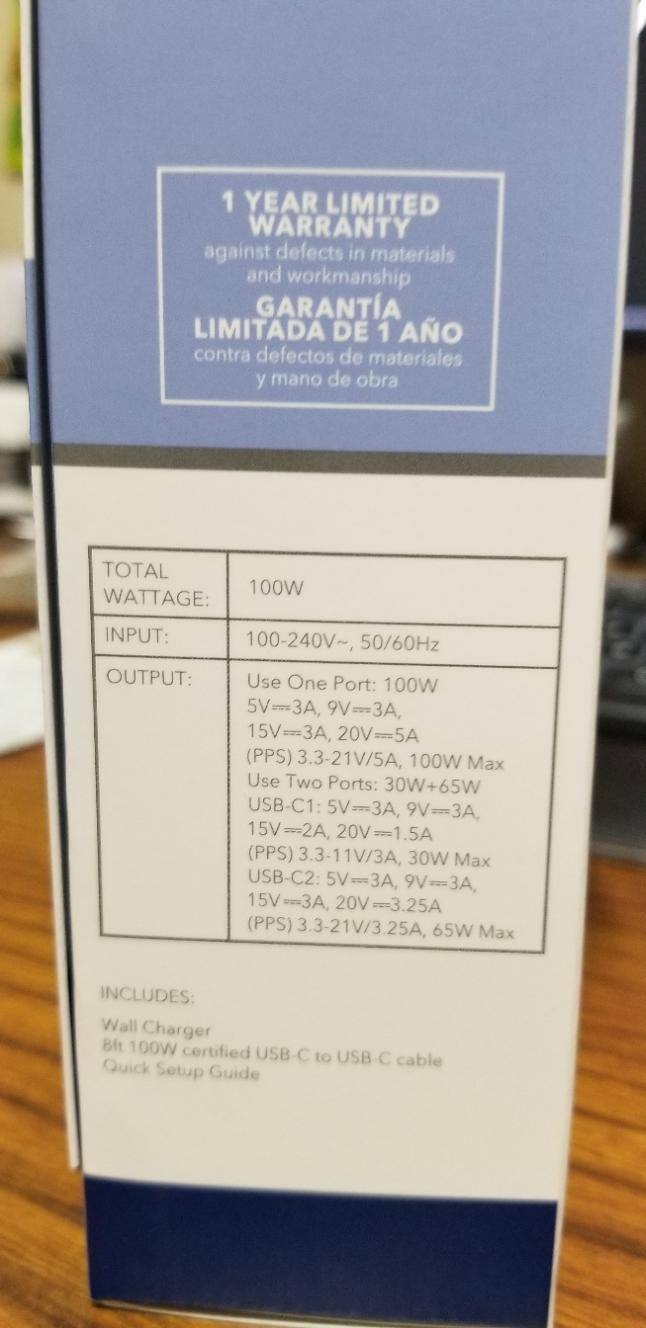 1 YEAR LIMITED
WARRANTY
against defects in materials
and workmanship
GARANTÍA
LIMITADA DE 1 AÑO
contra defectos de materiales
y mano de obra
TOTAL
WATTAGE:
100W
INPUT:
100-240V~, 50/60Hz
OUTPUT:
Use One Port: 100W
5V⎓3A, 9V⎓3A,
15V⎓3A, 20V⎓5A
(PPS) 3.3-21V/5A, 100W Max
Use Two Ports: 30W+65W
USB-C1: 5V⎓3A, 9V⎓3A,
15V⎓2A, 20V⎓1.5A
(PPS) 3.3-11V/3A, 30W Max
USB-C2: 5V⎓3A, 9V⎓3A,
15V⎓3A, 20V⎓3.25A
(PPS) 3.3-21V/3.25A, 65W Max
INCLUDES:
Wall Charger
8ft 100W certified USB-C to USB-C cable
Quick Setup Guide